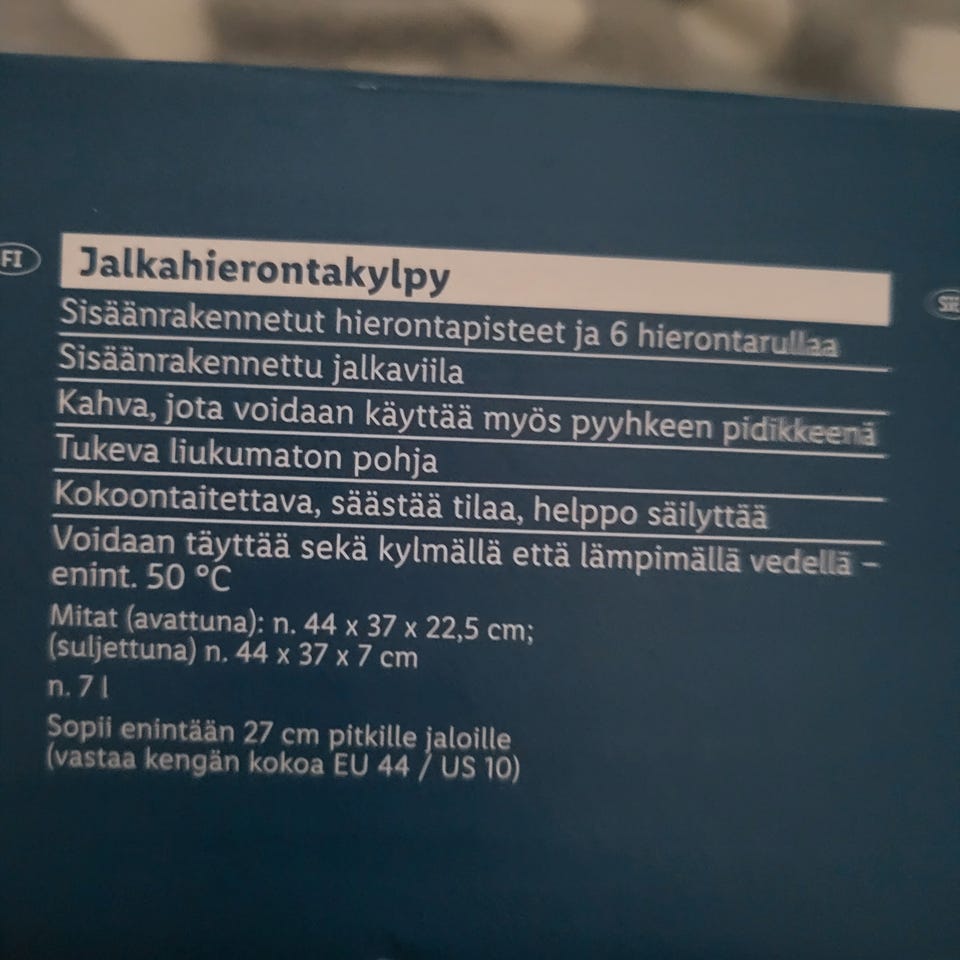 FI
Jalkahierontakylpy
Sisäänrakennetut hierontapisteet ja 6 hierontarullaa
Sisäänrakennettu jalkaviila
Kahva, jota voidaan käyttää myös pyyhkeen pidikkeenä
Tukeva liukumaton pohja
Kokoontaitettava, säästää tilaa, helppo säilyttää
Voidaan täyttää sekä kylmällä että lämpimällä vedellä –
enint. 50 °C
Mitat (avattuna): n. 44 x 37 x 22,5 cm;
(suljettuna) n. 44 x 37 x 7 cm
n. 7 l
Sopii enintään 27 cm pitkille jaloille
(vastaa kengän kokoa EU 44 / US 10)